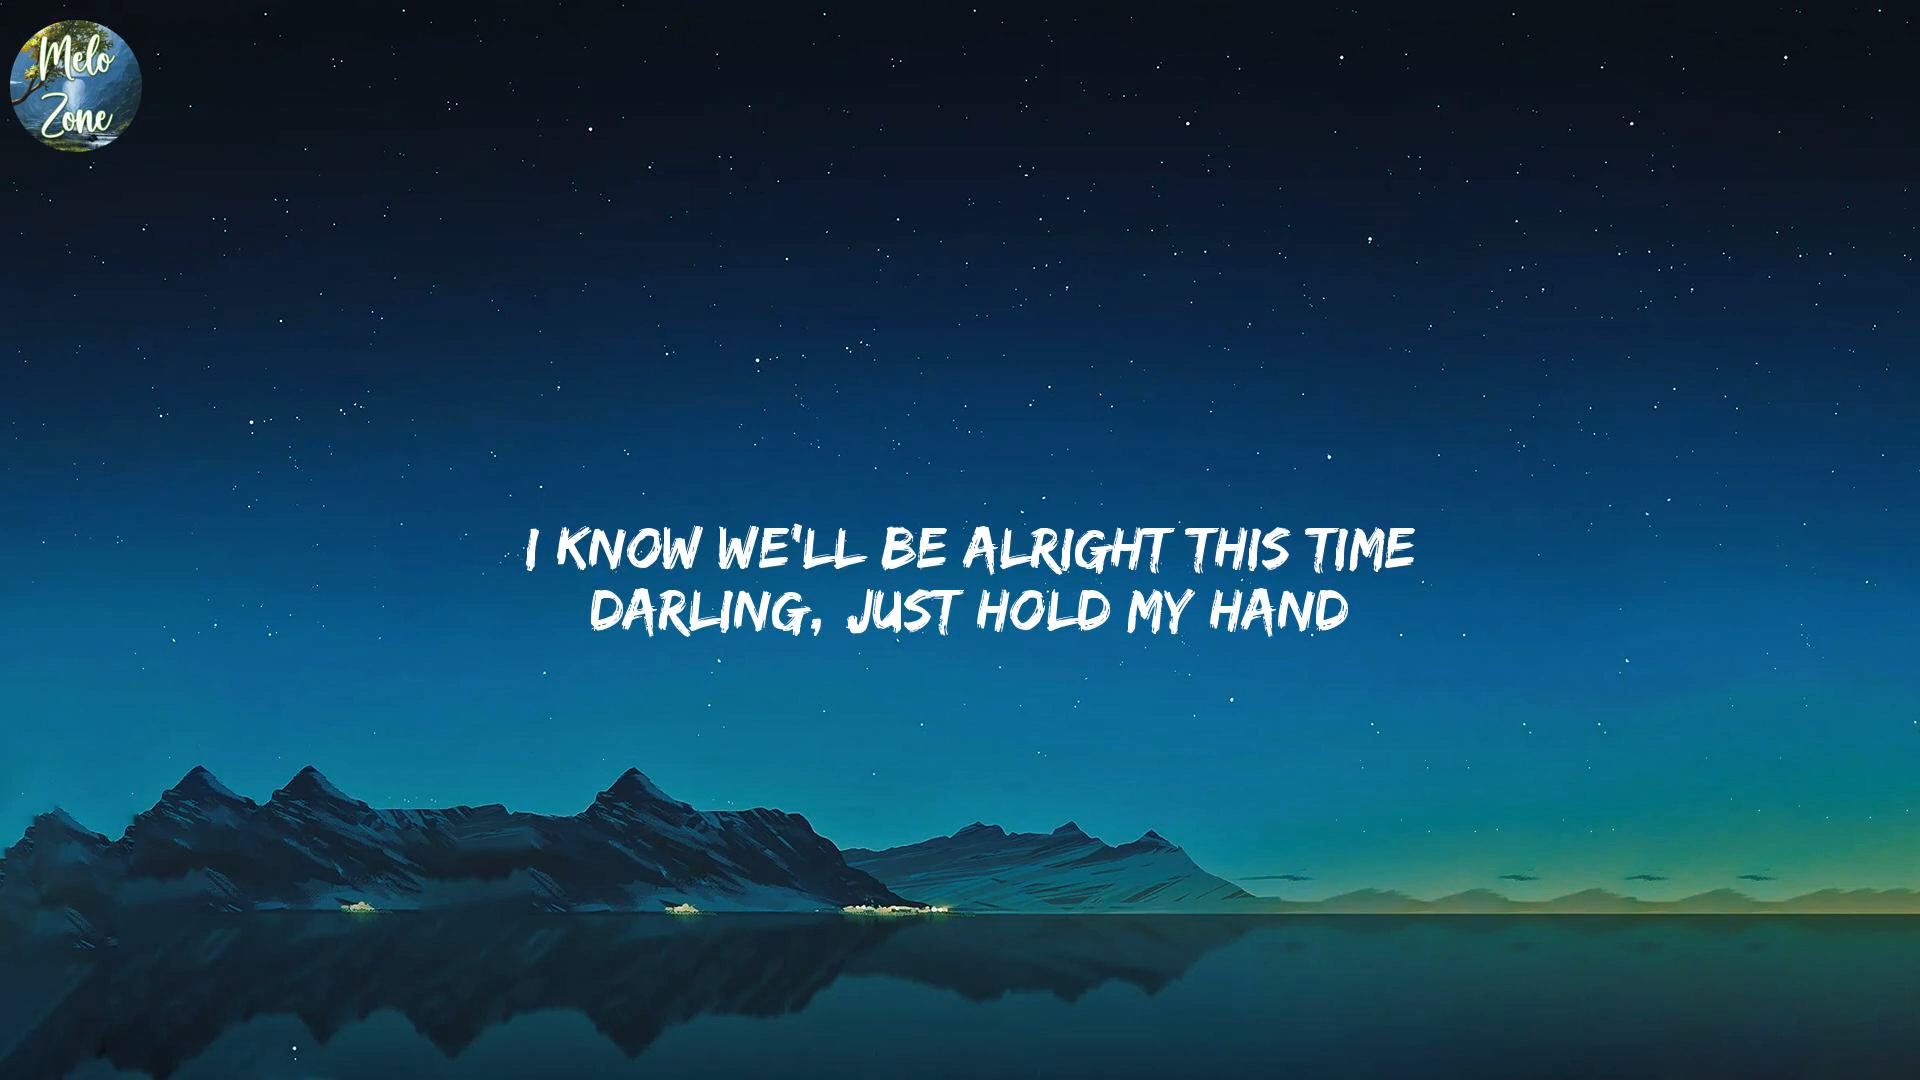 Melo
Zone
I KNOW WE'LL BE ALRIGHT THIS TIME
DARLING, JUST HOLD MY HAND